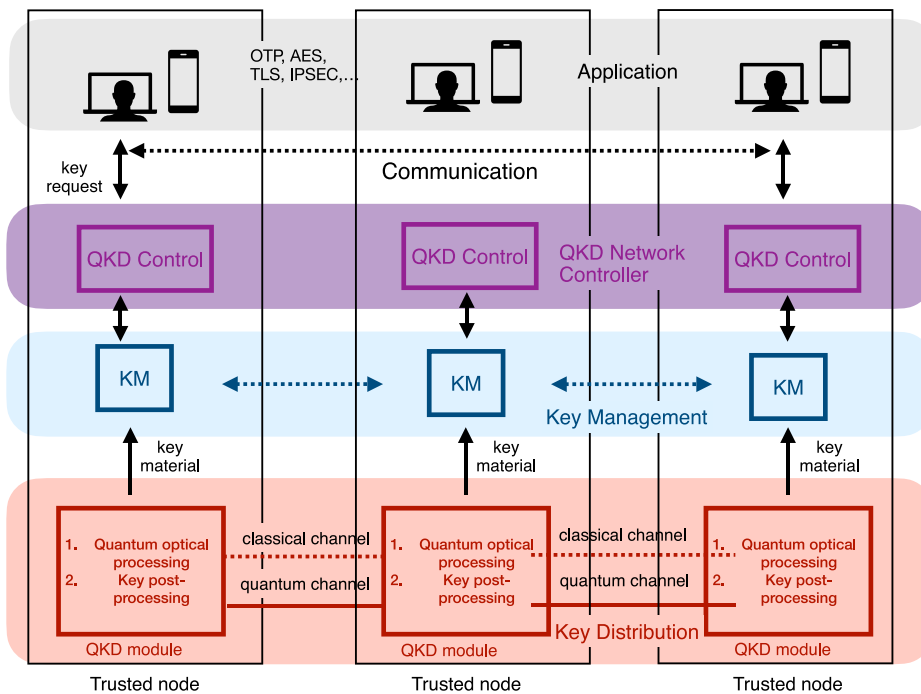 OTP, AES,
TLS, IPSEC,...
Application
key
request
Communication
QKD Control
QKD Control
QKD Network
Controller
QKD Control
KM
KM
KM
Key Management
key
material
key
material
key
material
1. Quantum optical
processing
2. Key post-
processing
classical channel
quantum channel
1. Quantum optical
processing
2. Key post-
processing
classical channel
quantum channel
1. Quantum optical
processing
2. Key post-
processing
Key Distribution
QKD module
QKD module
QKD module
Trusted node
Trusted node
Trusted node